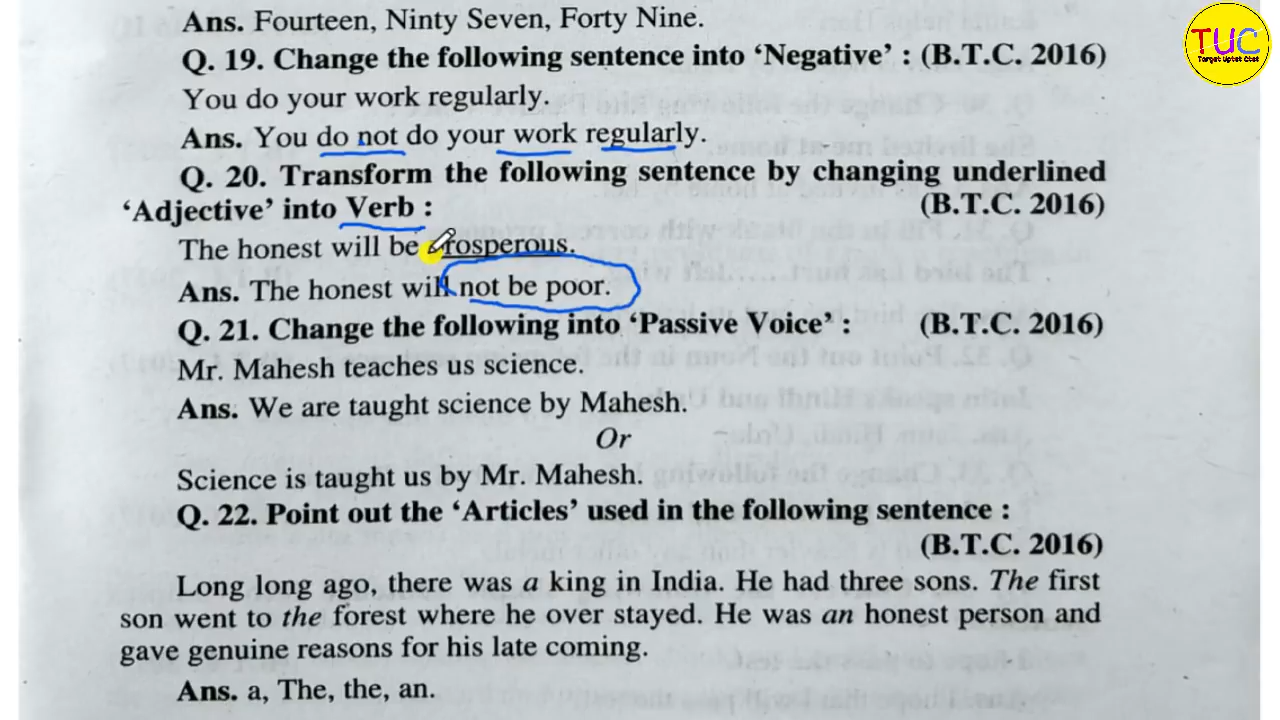 Ans. Fourteen, Ninty Seven, Forty Nine.
TUC
Target Uptet Ctet
Q. 19. Change the following sentence into ‘Negative’ : (B.T.C. 2016)
You do your work regularly.
Ans. You do not do your work regularly.
Q. 20. Transform the following sentence by changing underlined
‘Adjective’ into Verb : (B.T.C. 2016)
The honest will be prosperous.
Ans. The honest will not be poor.
Q. 21. Change the following into ‘Passive Voice’ : (B.T.C. 2016)
Mr. Mahesh teaches us science.
Ans. We are taught science by Mahesh.
Or
Science is taught us by Mr. Mahesh.
Q. 22. Point out the ‘Articles’ used in the following sentence :
(B.T.C. 2016)
Long long ago, there was a king in India. He had three sons. The first
son went to the forest where he over stayed. He was an honest person and
gave genuine reasons for his late coming.
Ans. a, The, the, an.